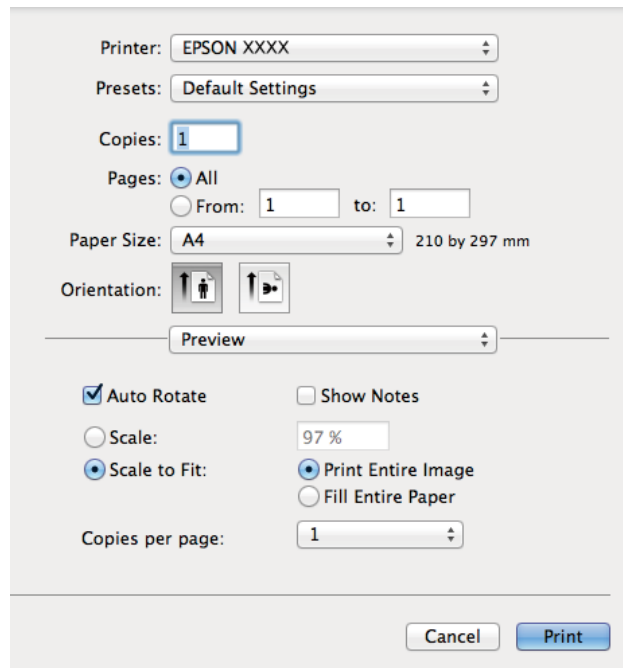 Printer: EPSON XXXX
Presets: Default Settings
Copies: 1
Pages: All
From: 1 to: 1
Paper Size: A4 210 by 297 mm
Orientation:
Preview
Auto Rotate Show Notes
Scale: 97 %
Scale to Fit: Print Entire Image
Fill Entire Paper
Copies per page: 1
Cancel Print